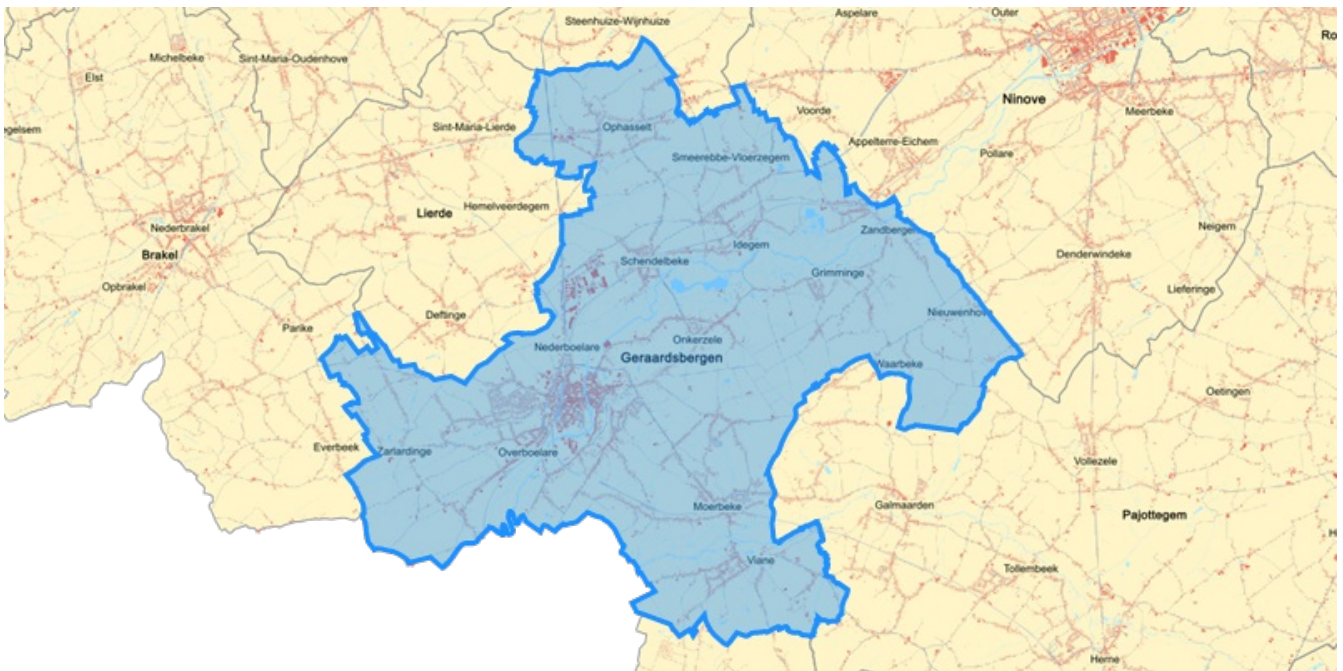 Steenhuize-Wijnhuize
Aspelare
Outer
Michelbeke
Sint-Maria-Oudenhove
Elst
Ninove
Voorde
Meerbeke
egelsem
Sint-Maria-Lierde
Ophasselt
Appelterre-Eichem
Smeerebbe-Vloerzegem
Pollare
Hemelveerdegem
Lierde
Nederbrakel
Zandbergen
Neigem
Idegem
Brakel
Denderwindeke
Schendelbeke
Grimminge
Opbrakel
Lieferinge
Deftinge
Nieuwenhove
Parike
Onkerzele
Nederboelare
Geraardsbergen
Waarbeke
Oetingen
Everbeek
Zarlardinge
Overboelare
Vollezele
Moerbeke
Galmaarden
Pajottegem
Viane
Tollembeek
Herne